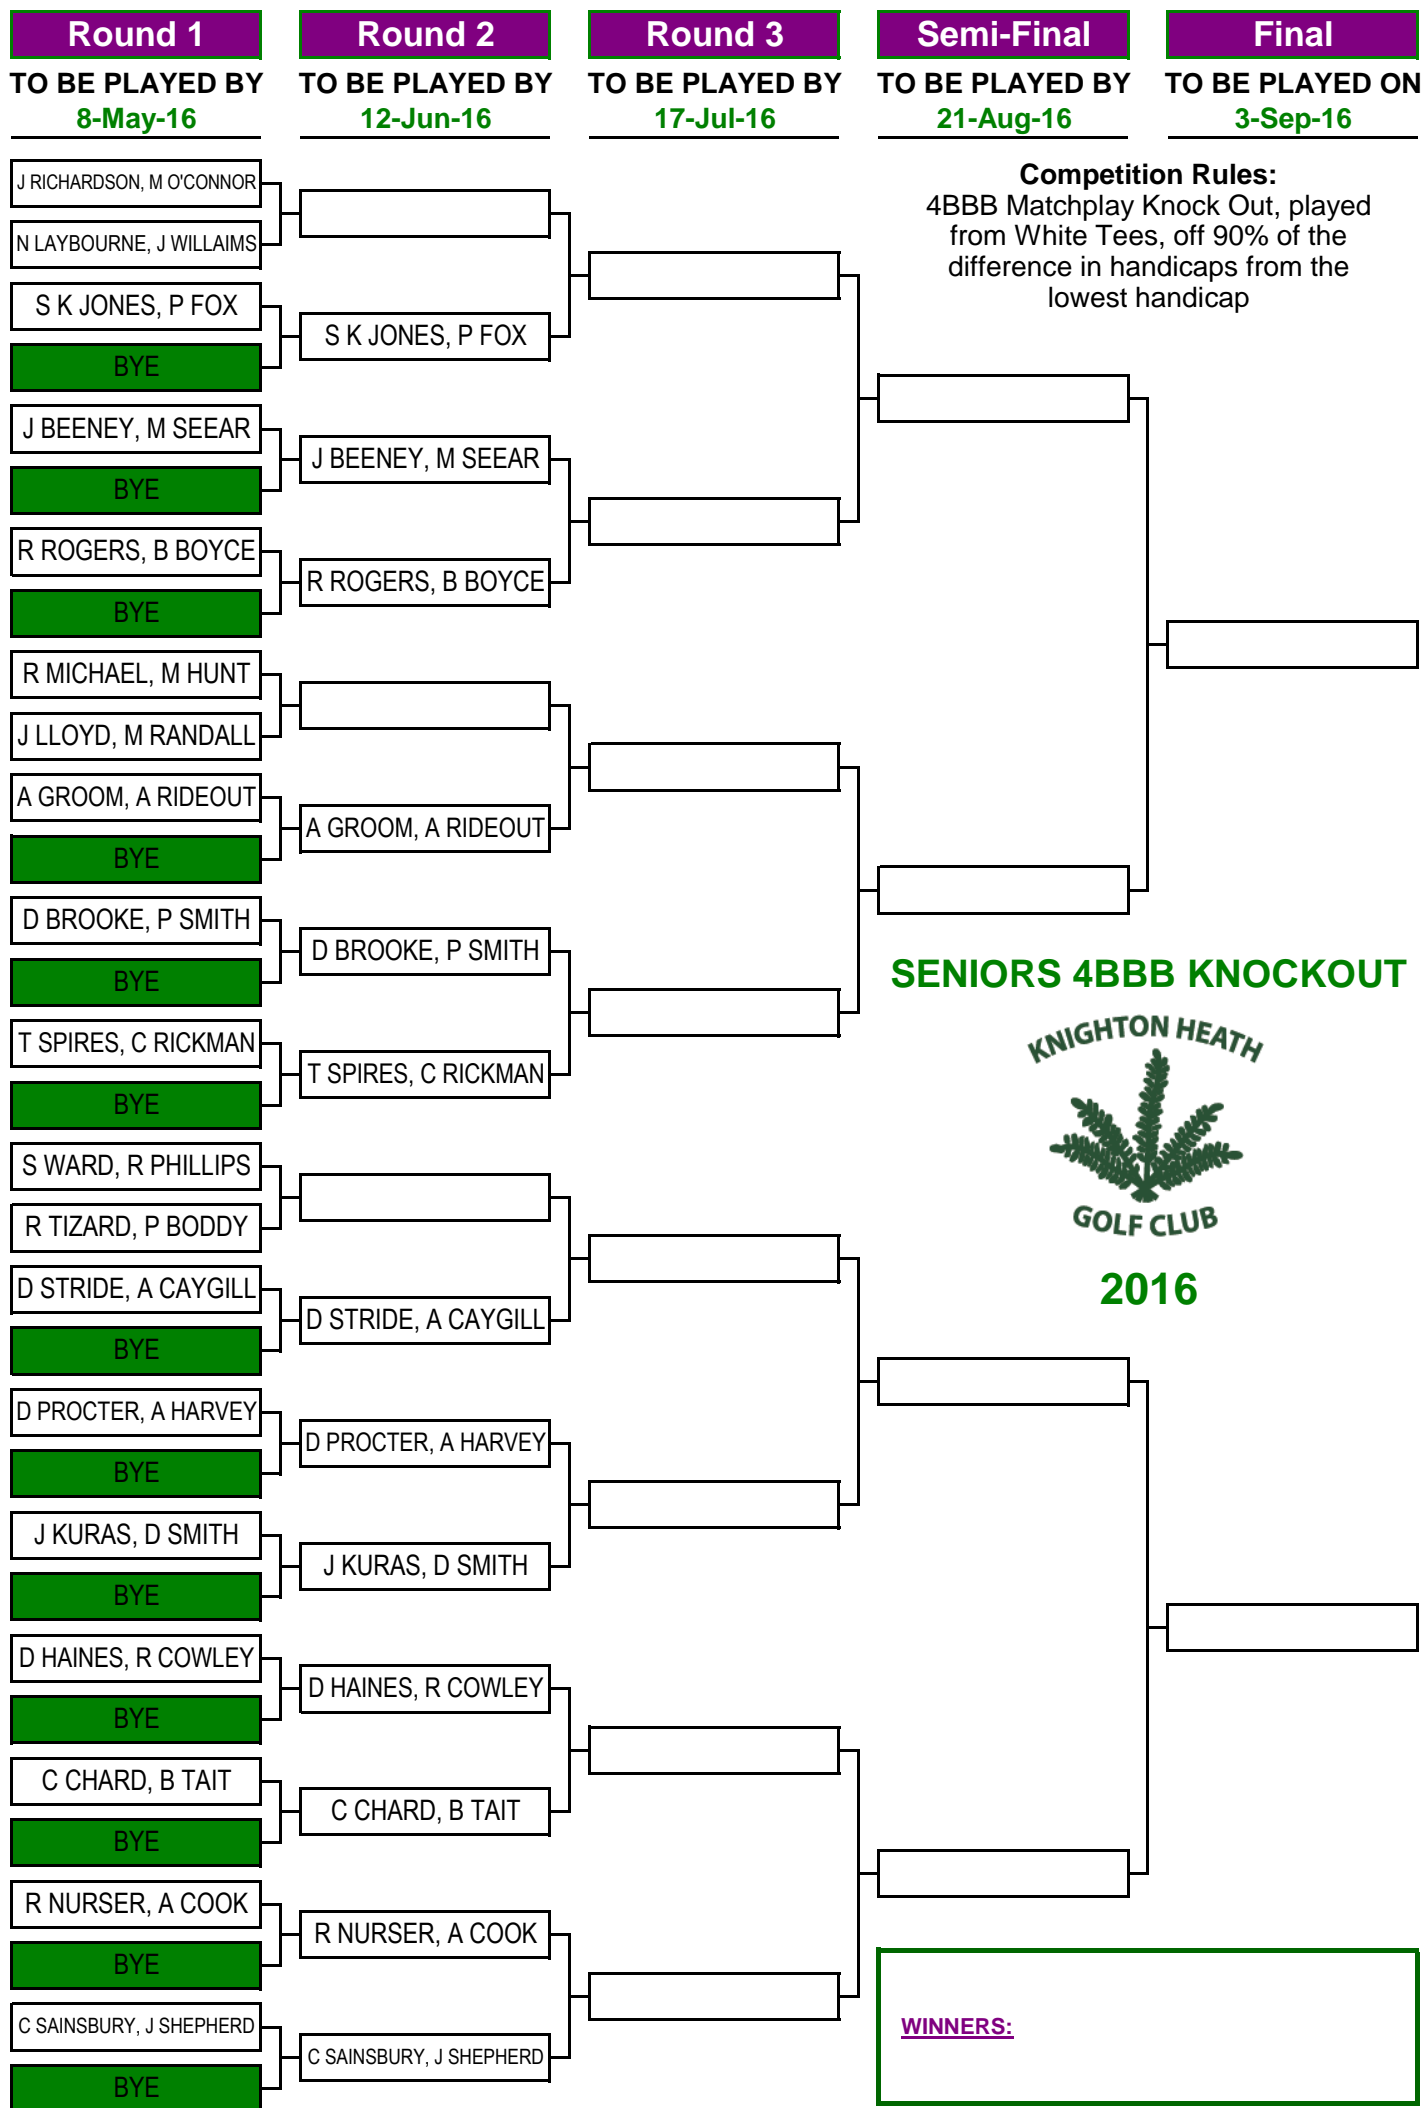 Round 1
Round 2
Round 3
Semi-Final
Final
TO BE PLAYED BY
TO BE PLAYED BY
TO BE PLAYED BY
TO BE PLAYED BY
TO BE PLAYED ON
8-May-16
12-Jun-16
17-Jul-16
21-Aug-16
3-Sep-16
J RICHARDSON, M O'CONNOR
N LAYBOURNE, J WILLAIMS
S K JONES, P FOX
BYE
J BEENEY, M SEEAR
BYE
R ROGERS, B BOYCE
BYE
R MICHAEL, M HUNT
J LLOYD, M RANDALL
A GROOM, A RIDEOUT
BYE
D BROOKE, P SMITH
BYE
T SPIRES, C RICKMAN
BYE
S WARD, R PHILLIPS
R TIZARD, P BODDY
D STRIDE, A CAYGILL
BYE
D PROCTER, A HARVEY
BYE
J KURAS, D SMITH
BYE
D HAINES, R COWLEY
BYE
C CHARD, B TAIT
BYE
R NURSER, A COOK
BYE
C SAINSBURY, J SHEPHERD
BYE
S K JONES, P FOX
J BEENEY, M SEEAR
R ROGERS, B BOYCE
A GROOM, A RIDEOUT
D BROOKE, P SMITH
T SPIRES, C RICKMAN
D STRIDE, A CAYGILL
D PROCTER, A HARVEY
J KURAS, D SMITH
D HAINES, R COWLEY
C CHARD, B TAIT
R NURSER, A COOK
C SAINSBURY, J SHEPHERD
Competition Rules:
4BBB Matchplay Knock Out, played
from White Tees, off 90% of the
difference in handicaps from the
lowest handicap
SENIORS 4BBB KNOCKOUT
KNIGHTON HEATH
GOLF CLUB
2016
WINNERS: